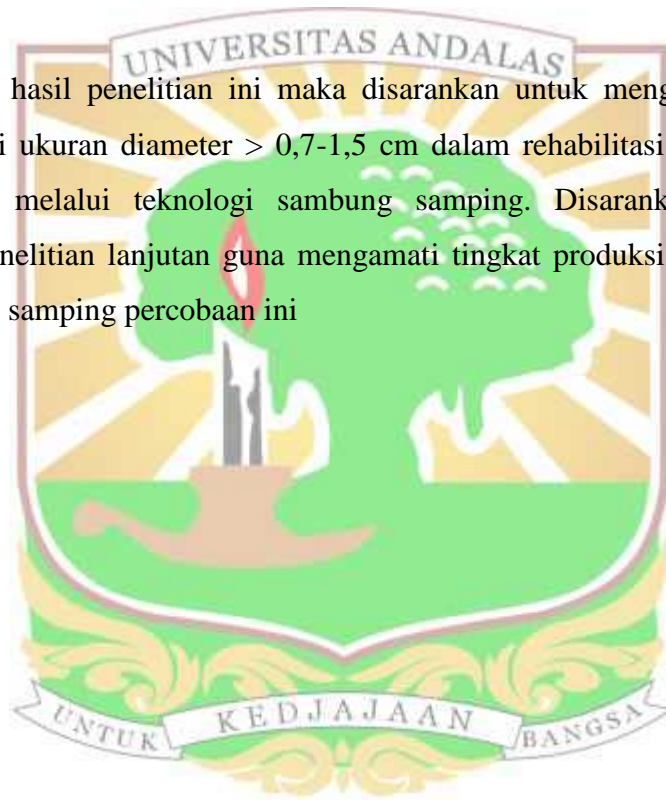 UNIVERSITAS ANDALAS
hasil penelitian ini maka disarankan untuk meng
i ukuran diameter > 0,7-1,5 cm dalam rehabilitasi
melalui teknologi sambung samping. Disarank
nelitian lanjutan guna mengamati tingkat produksi
samping percobaan ini
UNTUK KEDJAJAAN BANGSA